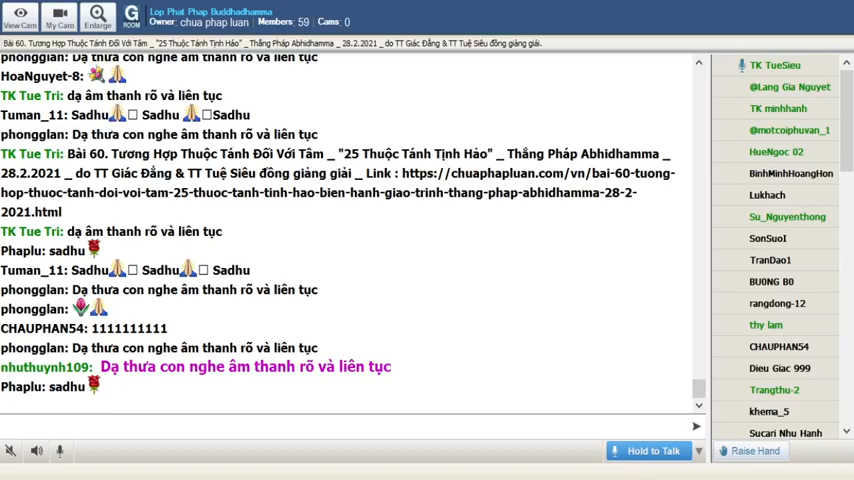 View Cam
My Cam
Enlarge
G
ROOM
Lop Phat Phap Buddhadhamma
Owner: chua phap luan Members: 59 Cams: 0
Bài 60. Tương Hợp Thuộc Tánh Đối Với Tâm _ "25 Thuộc Tánh Tịnh Hảo" _ Thắng Pháp Abhidhamma _ 28.2.2021 _ do TT Giác Đẳng & TT Tuệ Siêu đồng giảng giải.
phongglan: Dạ thưa con nghe âm thanh rõ và liên tục
HoaNguyet-8: 💐🙏
TK Tue Tri: dạ âm thanh rõ và liên tục
Tuman_11: Sadhu🙏□ Sadhu 🙏□Sadhu
phongglan: Dạ thưa con nghe âm thanh rõ và liên tục
TK Tue Tri: Bài 60. Tương Hợp Thuộc Tánh Đối Với Tâm _ "25 Thuộc Tánh Tịnh Hảo" _ Thắng Pháp Abhidhamma _
28.2.2021 _ do TT Giác Đẳng & TT Tuệ Siêu đồng giảng giải _ Link : https://chuaphapluan.com/vn/bai-60-tuong-
hop-thuoc-tanh-doi-voi-tam-25-thuoc-tanh-tinh-hao-bien-hanh-giao-trinh-thang-phap-abhidhamma-28-2-
2021.html
TK Tue Tri: dạ âm thanh rõ và liên tục
Phaplu: sadhu🌹
Tuman_11: Sadhu🙏□ Sadhu🙏□ Sadhu
phongglan: Dạ thưa con nghe âm thanh rõ và liên tục
phongglan: 🌷🙏
CHAUPHAN54: 1111111111
phongglan: Dạ thưa con nghe âm thanh rõ và liên tục
nhuthuynh109: Dạ thưa con nghe âm thanh rõ và liên tục
Phaplu: sadhu🌹
Hold to Talk
TK TueSieu
@Lang Gia Nguyet
TK minhhanh
@motcoiphuvan_1
HueNgoc 02
BinhMinhHoangHon
Lukhach
Su_Nguyenthong
SonSuoI
TranDao1
BU0NG B0
rangdong-12
thy lam
CHAUPHAN54
Dieu Giac 999
Trangthu-2
khema_5
Sucari Nhu Hanh
Raise Hand